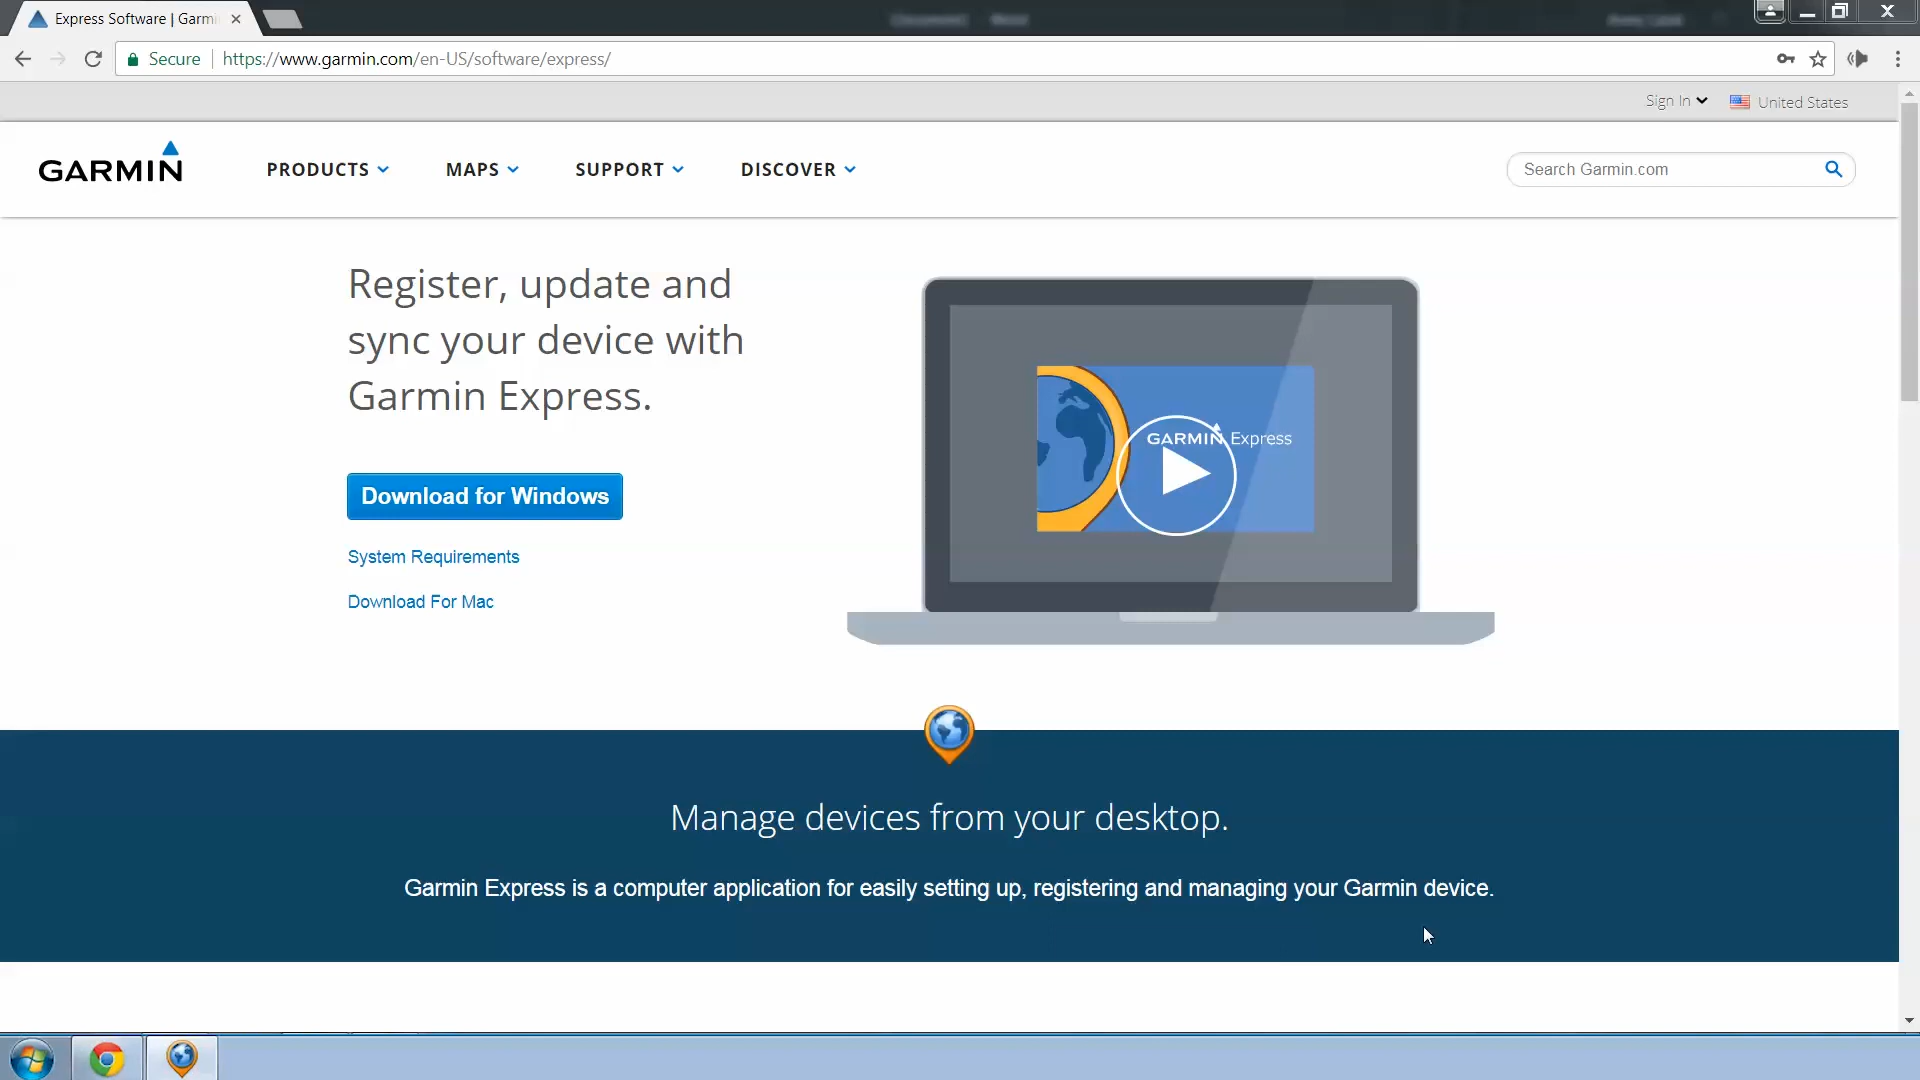 Express Software | Garmi
Secure
https://www.garmin.com/en-US/software/express/
Sign In
United States
GARMIN
PRODUCTS
MAPS
SUPPORT
DISCOVER
Search Garmin.com
Register, update and
sync your device with
Garmin Express.
GARMIN Express
Download for Windows
System Requirements
Download For Mac
Manage devices from your desktop.
Garmin Express is a computer application for easily setting up, registering and managing your Garmin device.